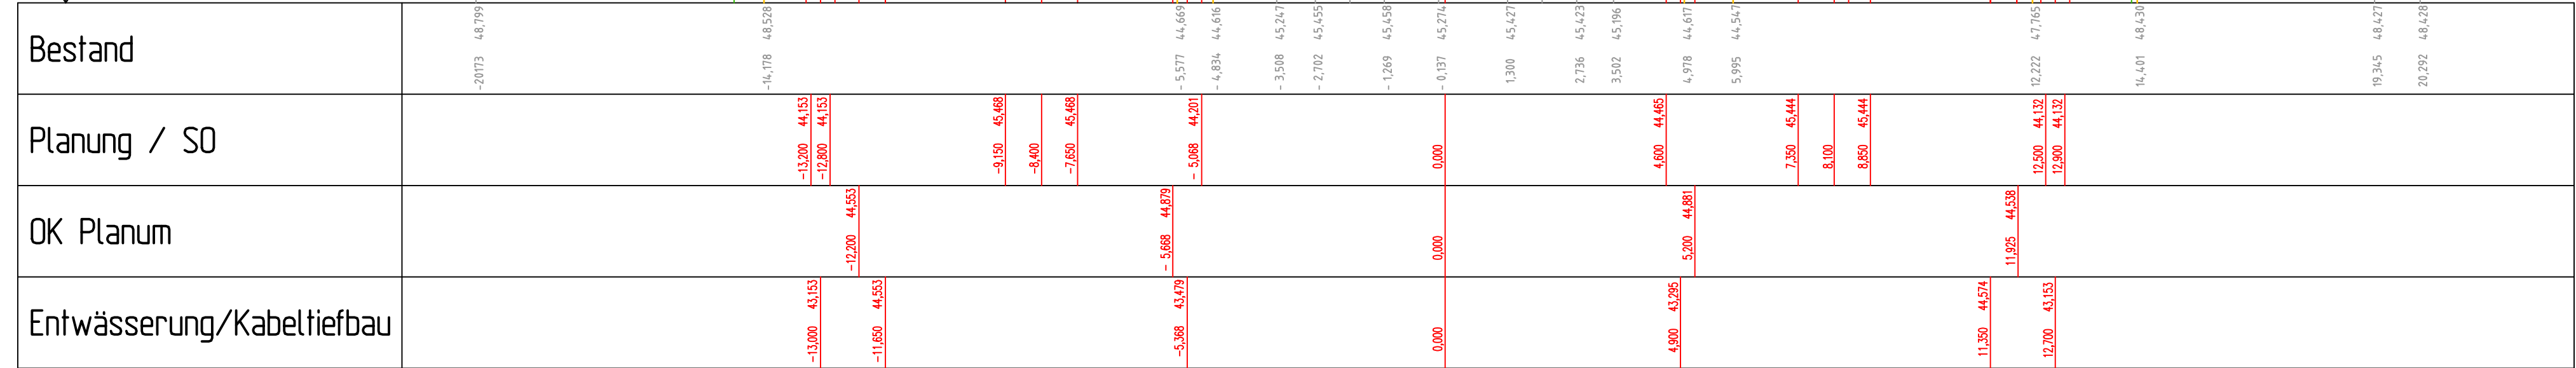 Bestand
-20173 48,799
-14,178 48,528
- 5,577 44,669
- 4,834 44,616
- 3,508 45,247
- 2,702 45,455
- 1,269 45,458
- 0,137 45,274
1,300 45,427
2,736 45,423
3,502 45,196
4,978 44,617
5,995 44,547
12,222 47,765
14,401 48,430
19,345 48,427
20,292 48,428
Planung / SO
-13,200 44,153
-12,800 44,153
-9,150 45,468
-8,400
-7,650 45,468
- 5,068 44,201
0,000
4,600 44,465
7,350 45,444
8,100
8,850 45,444
12,500 44,132
12,900 44,132
OK Planum
-12,200 44,553
- 5,668 44,879
0,000
5,200 44,881
11,925 44,538
Entwässerung/Kabeltiefbau
-13,000 43,153
-11,650 44,553
-5,368 43,479
0,000
4,900 43,295
11,350 44,574
12,700 43,153